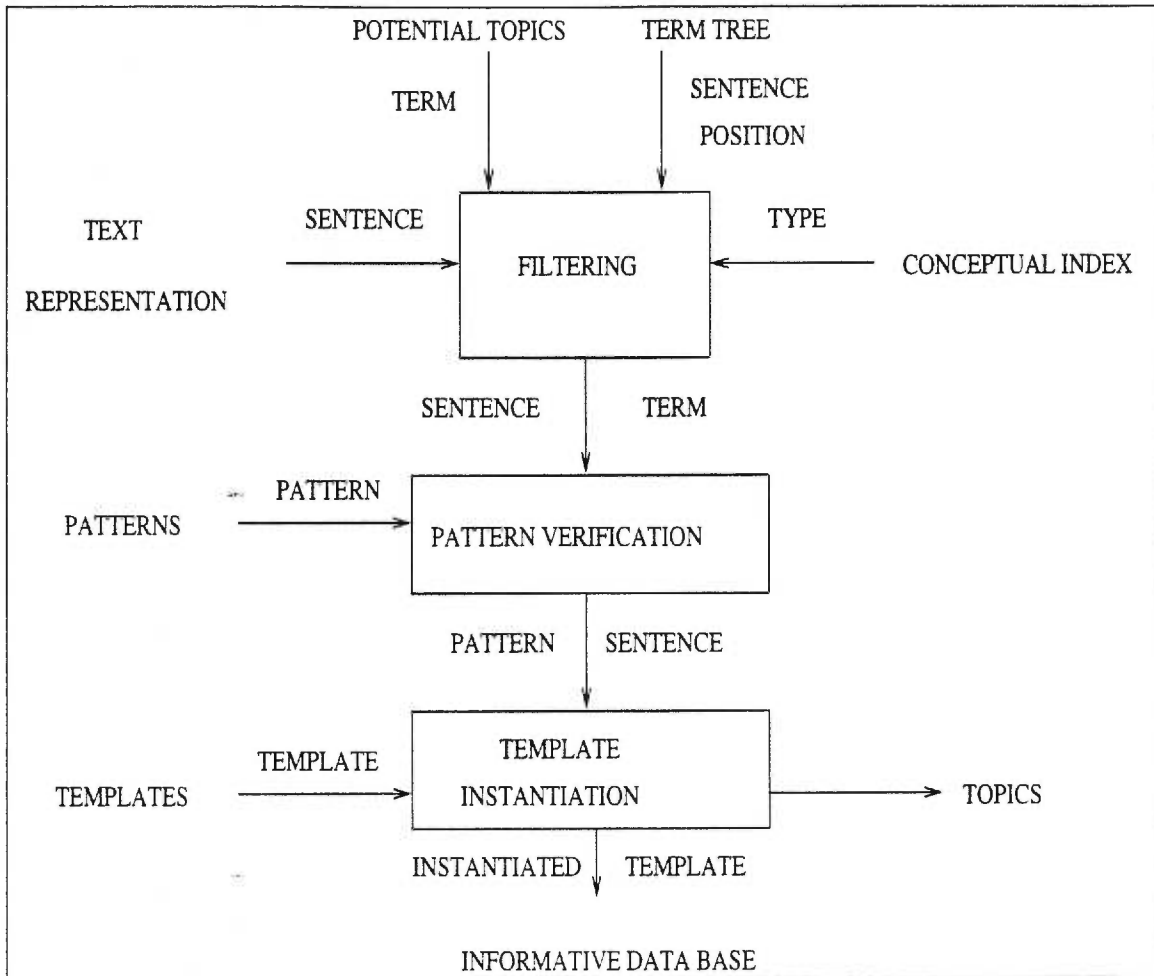 POTENTIAL TOPICS
TERM TREE
TERM
SENTENCE
POSITION
TEXT
REPRESENTATION
SENTENCE
FILTERING
TYPE
CONCEPTUAL INDEX
SENTENCE
TERM
PATTERNS
PATTERN
PATTERN VERIFICATION
PATTERN
SENTENCE
TEMPLATES
TEMPLATE
TEMPLATE
INSTANTIATION
TOPICS
INSTANTIATED
TEMPLATE
INFORMATIVE DATA BASE